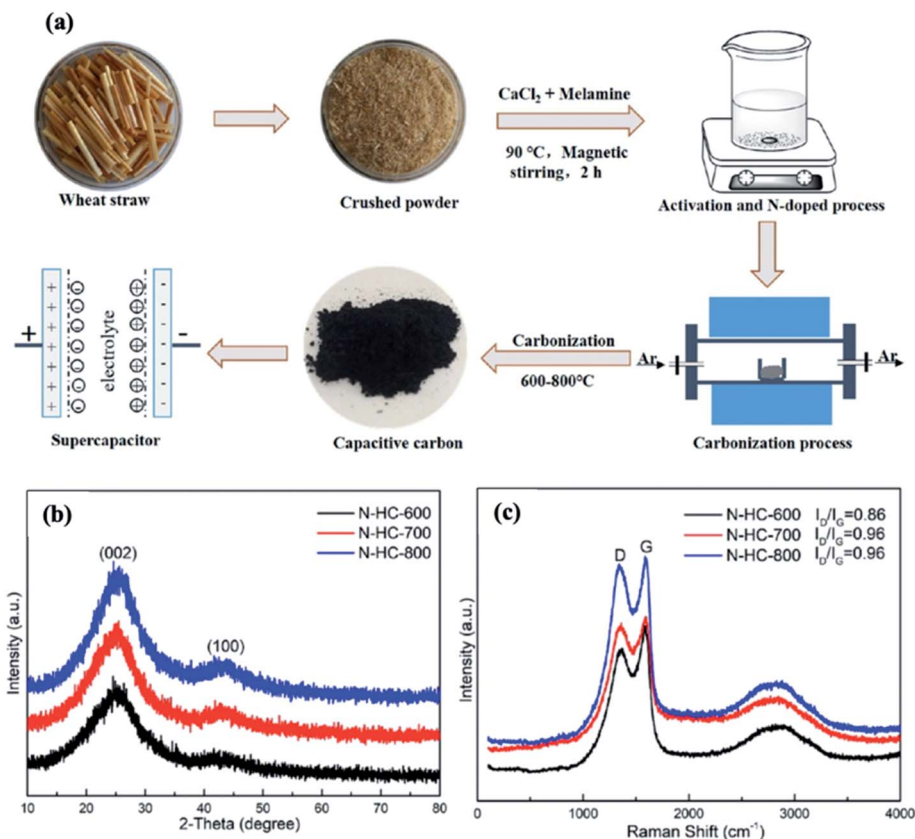 (a)
CaCl₂ + Melamine
90 °C, Magnetic
stirring, 2 h
Wheat straw
Crushed powder
Activation and N-doped process
+
-
electrolyte
Carbonization
600-800°C
Ar
Ar
Supercapacitor
Capacitive carbon
Carbonization process
(b)
N-HC-600
N-HC-700
N-HC-800
(002)
(100)
Intensity (a.u.)
10 20 30 40 50 60 70 80
2-Theta (degree)
(c)
N-HC-600 I_D/I_G=0.86
N-HC-700 I_D/I_G=0.96
N-HC-800 I_D/I_G=0.96
D G
Intensity (a.u.)
0 1000 2000 3000 4000
Raman Shift (cm⁻¹)